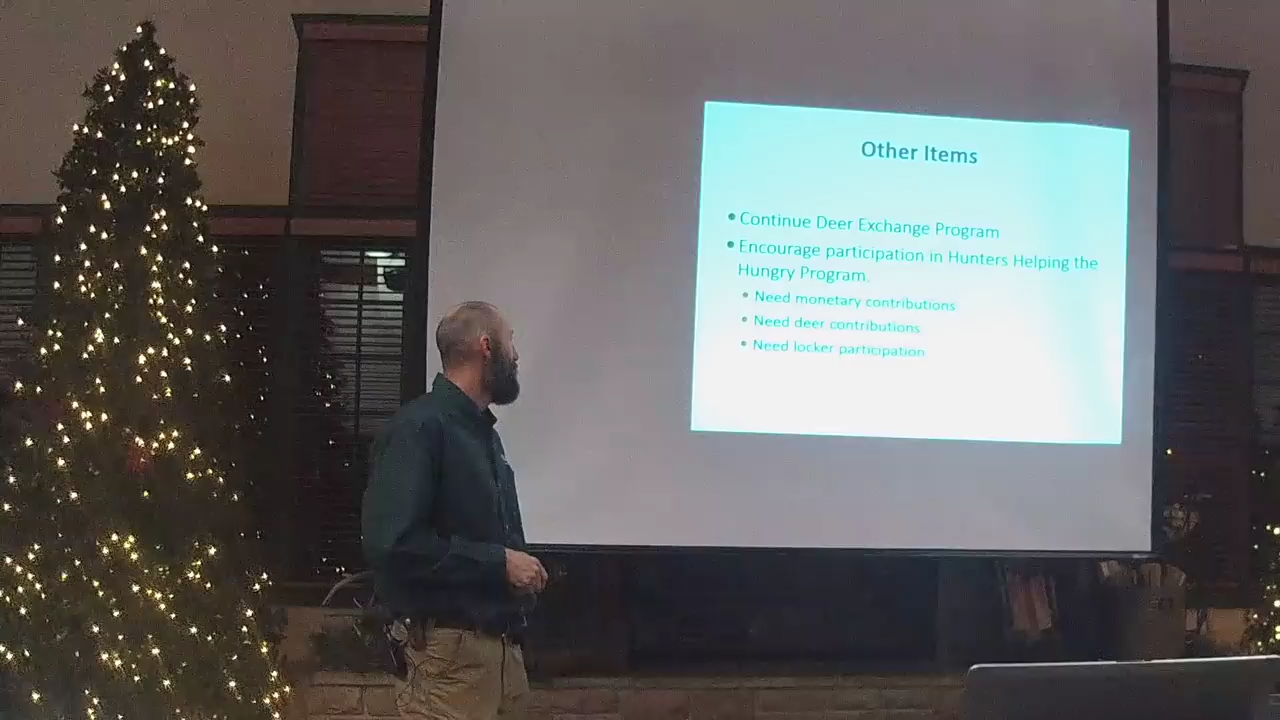 Other Items
• Continue Deer Exchange Program
• Encourage participation in Hunters Helping the
Hungry Program.
• Need monetary contributions
• Need deer contributions
• Need locker participation